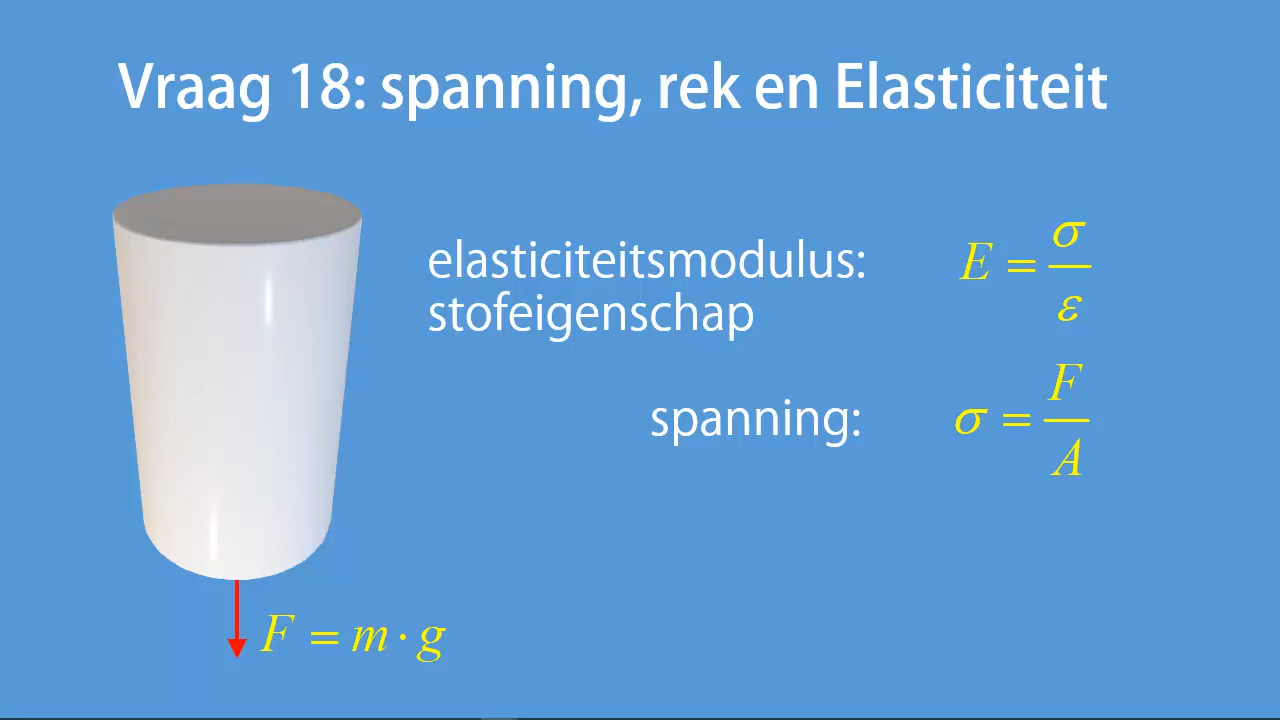 Vraag 18: spanning, rek en Elasticiteit
elasticiteitsmodulus:
stofeigenschap
E = σ/ε
spanning:
σ = F/A
F = m · g